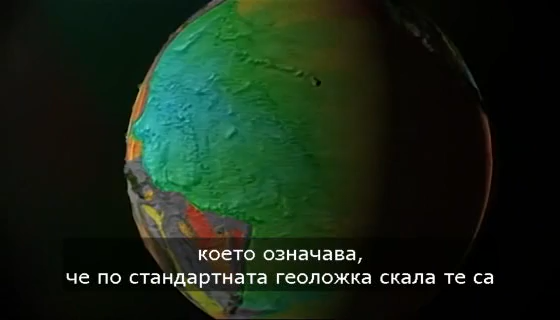 което означава,
че по стандартната геоложка скала те са